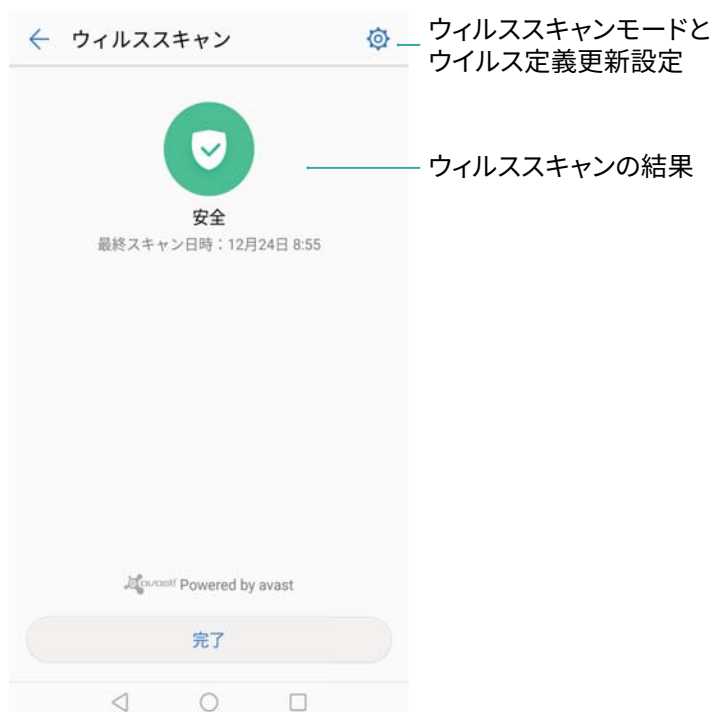 ウィルススキャン
ウィルススキャンモードと
ウイルス定義更新設定
ウィルススキャンの結果
安全
最終スキャン日時：12月24日 8:55
avast! Powered by avast
完了